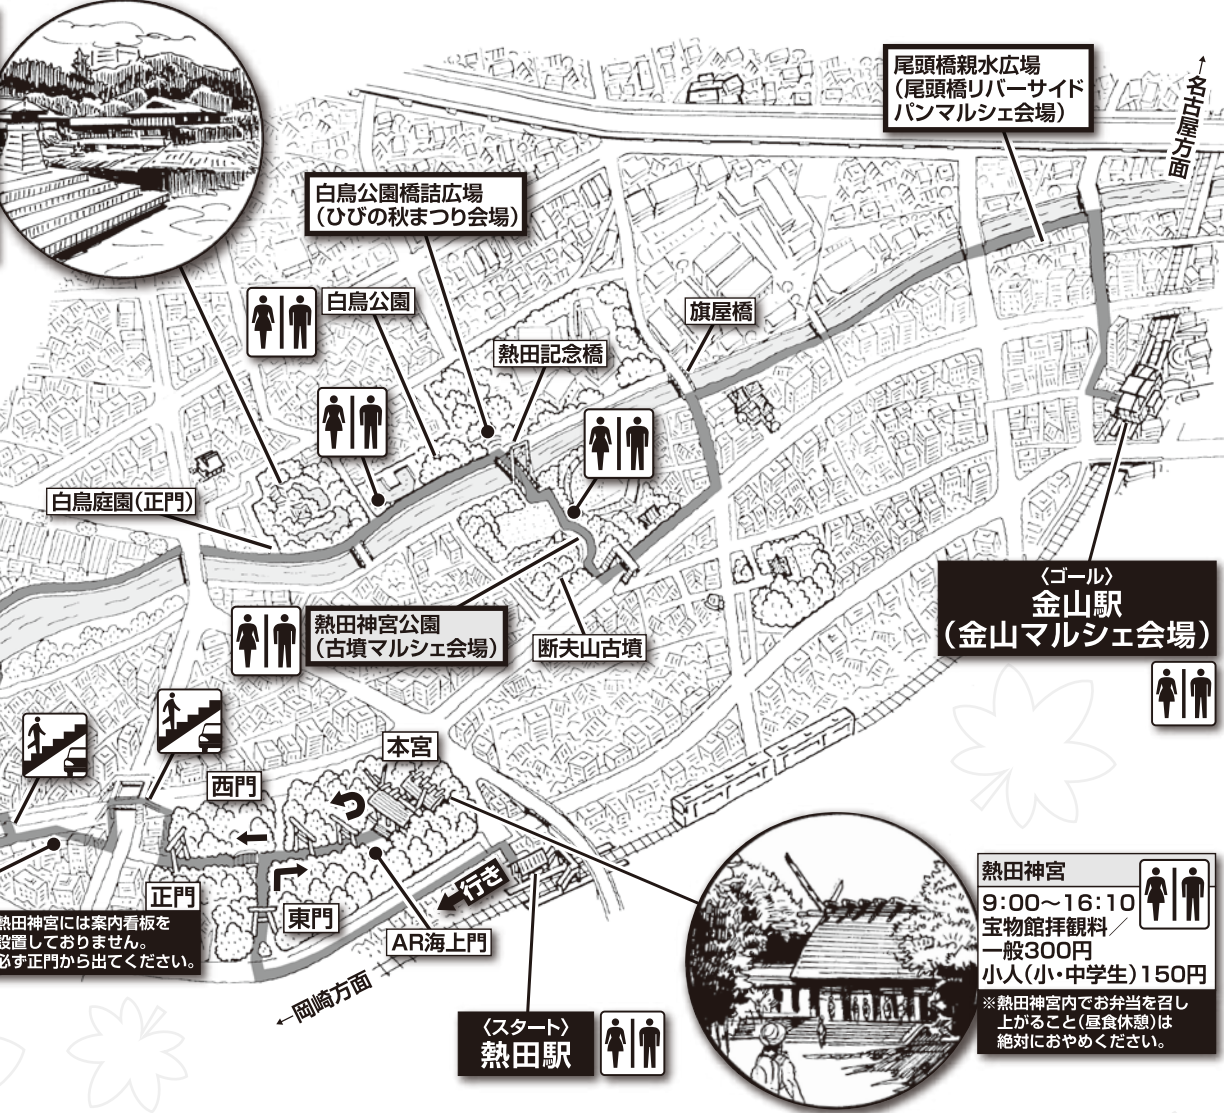 尾頭橋親水広場
（尾頭橋リバーサイド
パンマルシェ会場）
↑名古屋方面
白鳥公園橋詰広場
（ひびの秋まつり会場）
白鳥公園
旗屋橋
熱田記念橋
白鳥庭園(正門)
熱田神宮公園
（古墳マルシェ会場）
断夫山古墳
〈ゴール〉
金山駅
（金山マルシェ会場）
本宮
西門
正門
東門
行き
AR海上門
熱田神宮には案内看板を
設置しておりません。
必ず正門から出てください。
←岡崎方面
〈スタート〉
熱田駅
熱田神宮
9:00～16:10
宝物館拝観料／
一般300円
小人(小・中学生)150円
※熱田神宮内でお弁当を召し
上がること(昼食休憩)は
絶対におやめください。